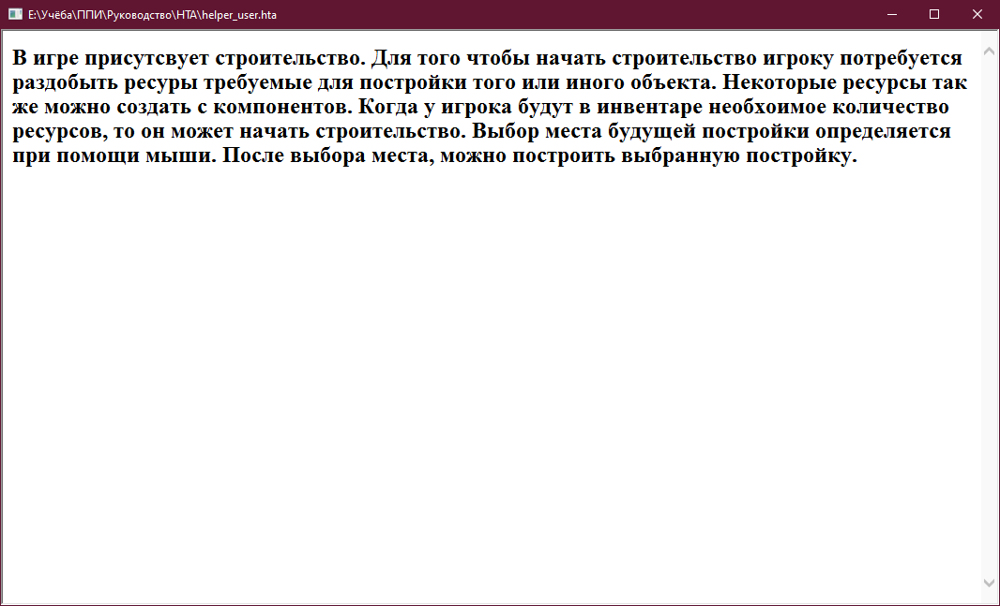 E:\Учёба\ППИ\Руководство\HTA\helper_user.hta
В игре присутсвует строительство. Для того чтобы начать строительство игроку потребуется
раздобыть ресуры требуемые для постройки того или иного объекта. Некоторые ресурсы так
же можно создать с компонентов. Когда у игрока будут в инвентаре необхоимое количество
ресурсов, то он может начать строительство. Выбор места будущей постройки определяется
при помощи мыши. После выбора места, можно построить выбранную постройку.